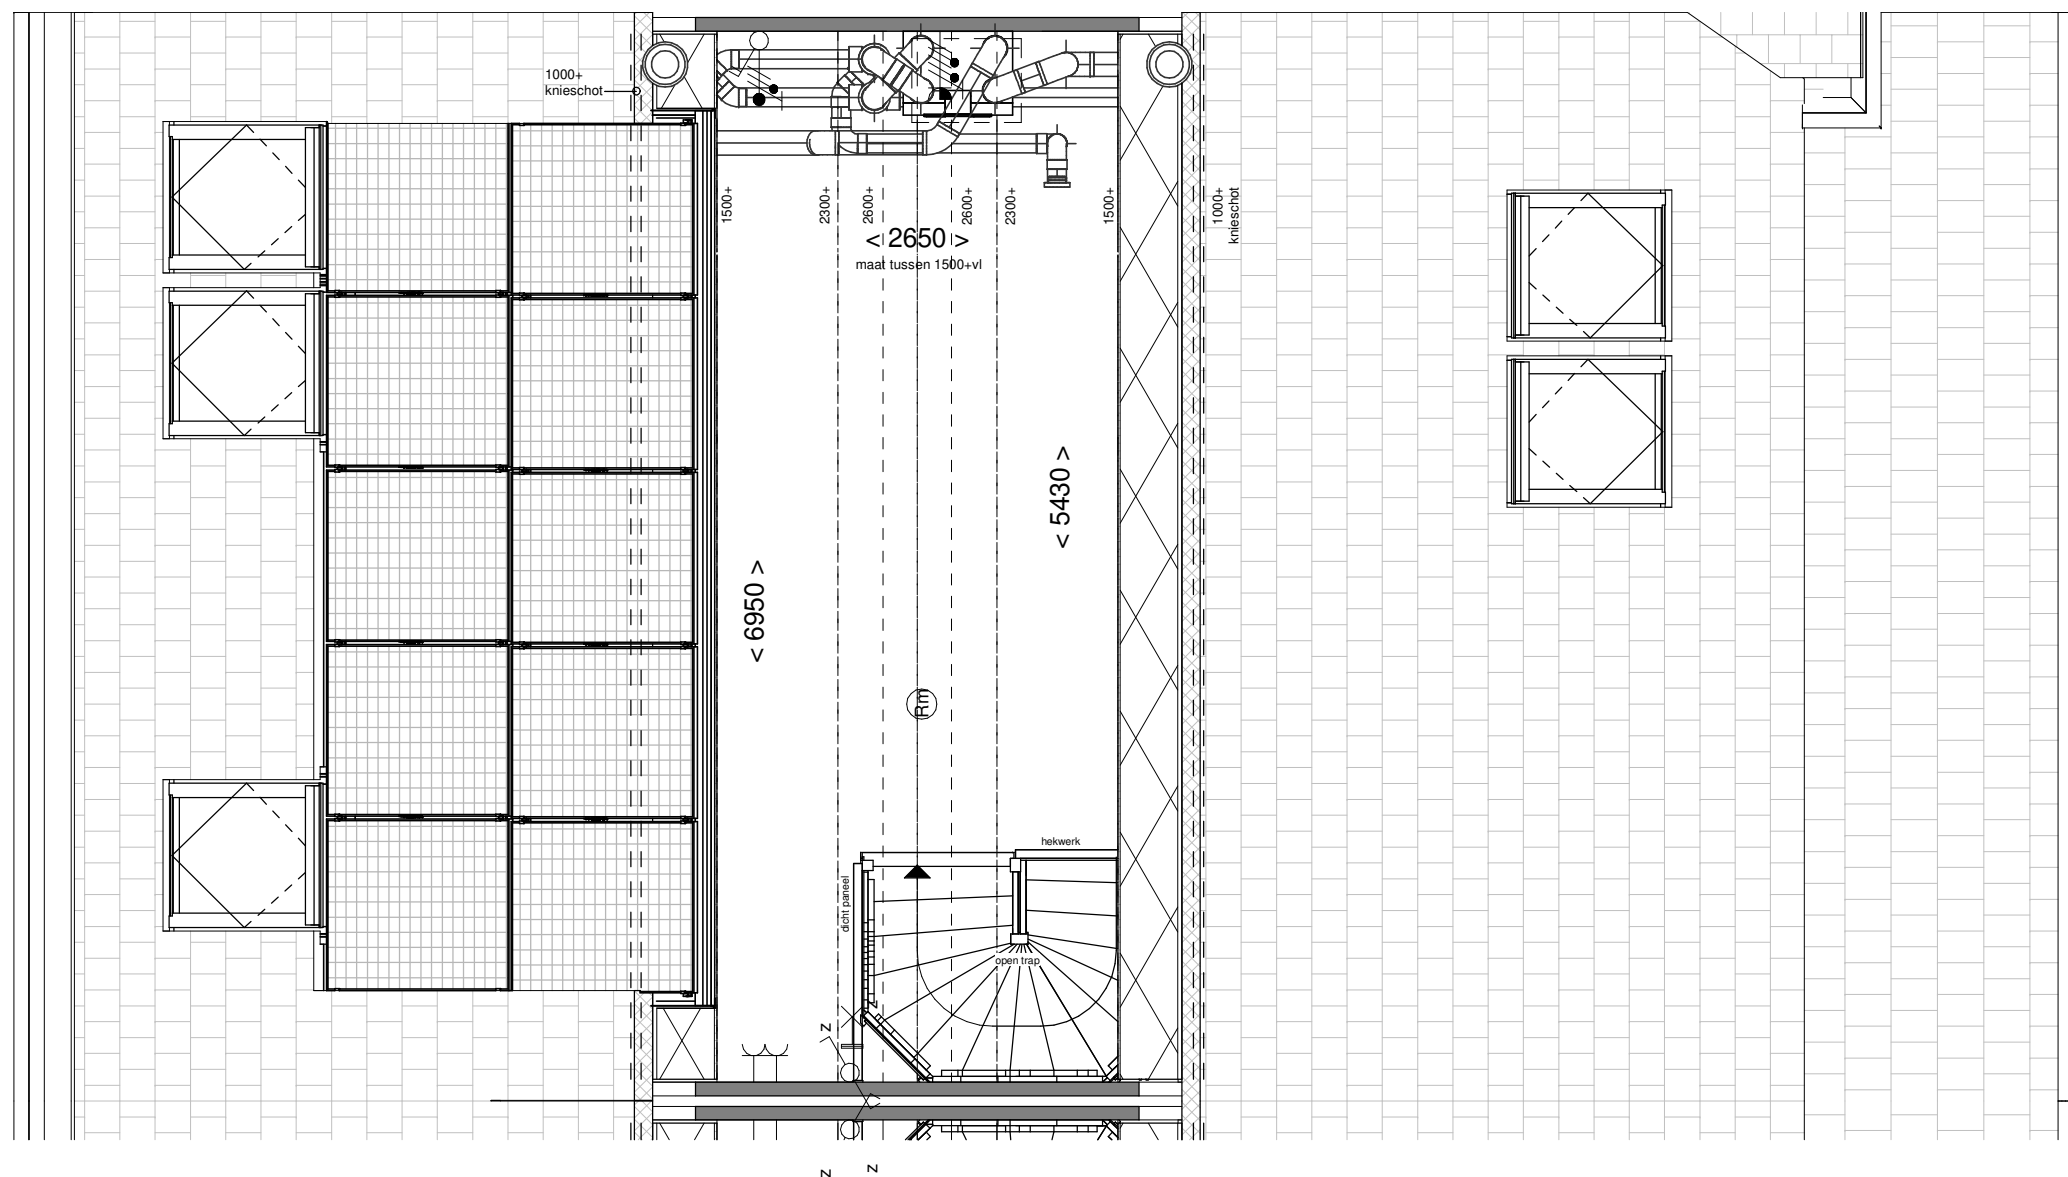 1000+
knieschot
1500+
2300+
2600+
2600+
2300+
1500+
1000+
knieschot
< 2650 >
maat tussen 1500+vl
< 5430 >
< 6950 >
Rm
hekwerk
dicht paneel
open trap
z
z
z